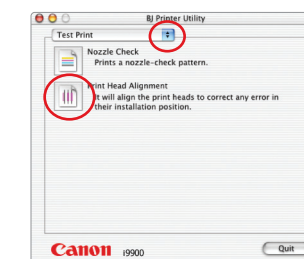 BJ Printer Utility
Test Print
Nozzle Check
Prints a nozzle-check pattern.
Print Head Alignment
It will align the print heads to correct any error in
their installation position.
Canon i9900
Quit